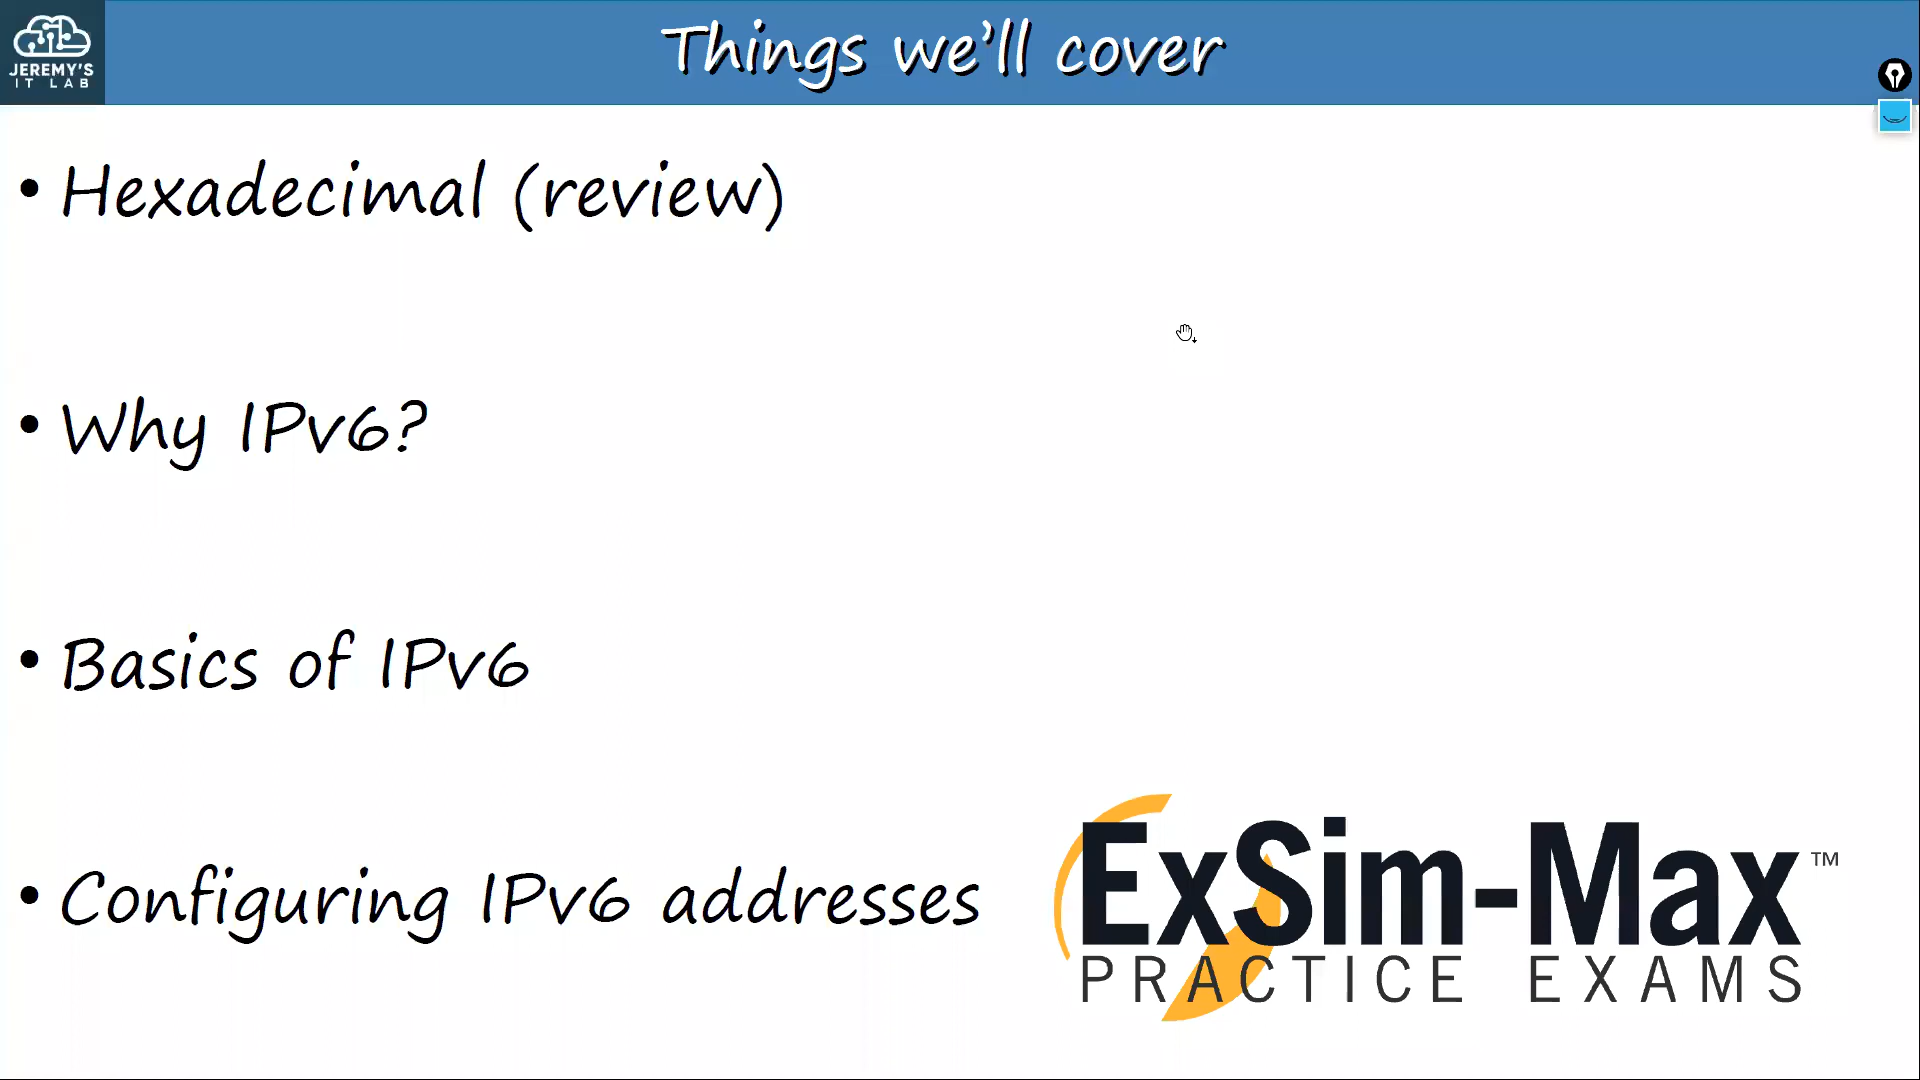 JEREMY'S
IT LAB
Things we'll cover
• Hexadecimal (review)
• Why IPv6?
• Basics of IPv6
• Configuring IPv6 addresses
ExSim-Max™
PRACTICE EXAMS